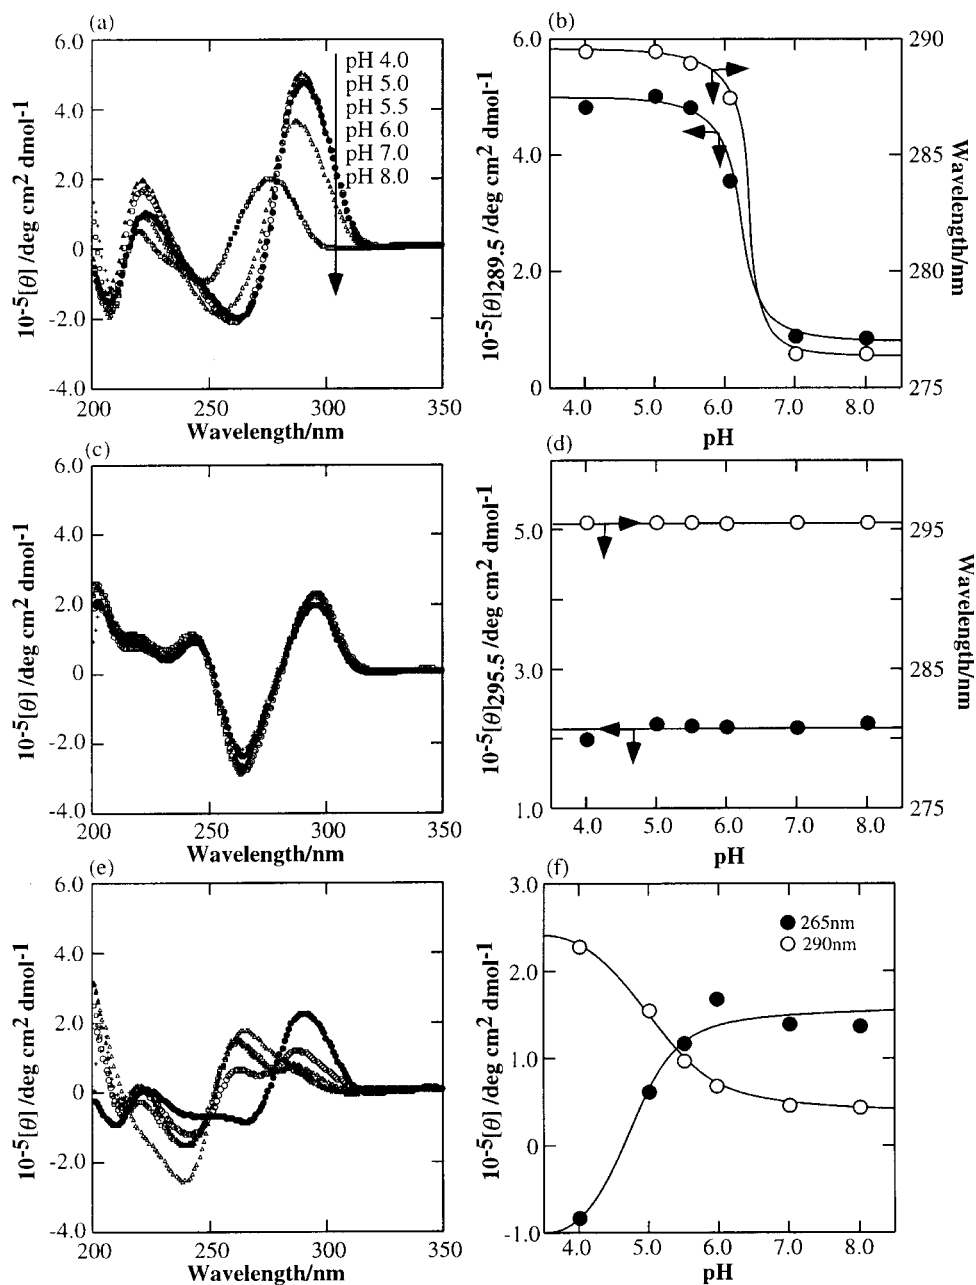 (a)
6.0
4.0
2.0
0
-2.0
-4.0
200
250
300
350
10⁻⁵[θ] /deg cm² dmol⁻¹
Wavelength/nm
pH 4.0
pH 5.0
pH 5.5
pH 6.0
pH 7.0
pH 8.0
(b)
6.0
4.0
2.0
0
4.0
5.0
6.0
7.0
8.0
290
285
280
275
10⁻⁵[θ]289.5 /deg cm² dmol⁻¹
pH
Wavelength/nm
(c)
6.0
4.0
2.0
0
-2.0
-4.0
200
250
300
350
10⁻⁵[θ] /deg cm² dmol⁻¹
Wavelength/nm
(d)
5.0
3.0
1.0
4.0
5.0
6.0
7.0
8.0
295
285
275
10⁻⁵[θ]295.5 /deg cm² dmol⁻¹
pH
Wavelength/nm
(e)
6.0
4.0
2.0
0
-2.0
-4.0
200
250
300
350
10⁻⁵[θ] /deg cm² dmol⁻¹
Wavelength/nm
(f)
3.0
2.0
1.0
0
-1.0
4.0
5.0
6.0
7.0
8.0
10⁻⁵[θ] /deg cm² dmol⁻¹
pH
265nm
290nm